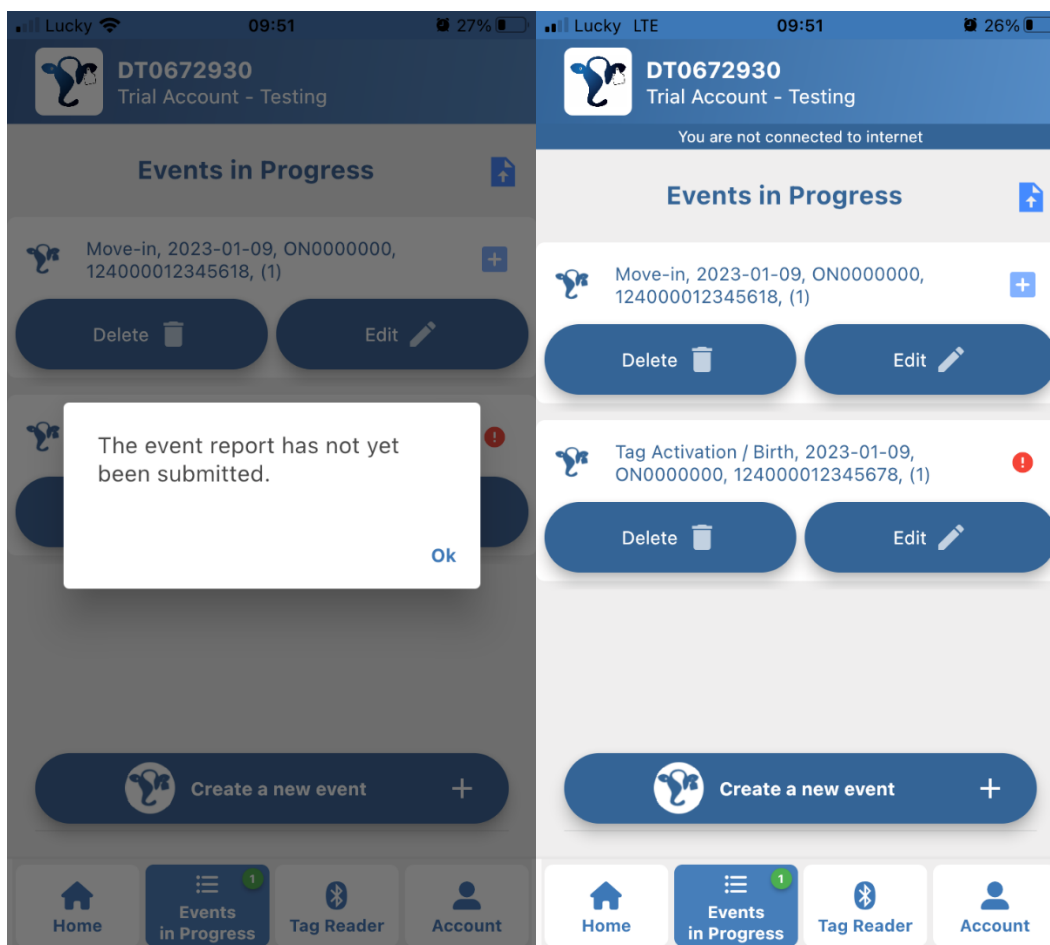 Lucky
09:51
27%
DT0672930
Trial Account - Testing
Events in Progress
Move-in, 2023-01-09, ON0000000,
124000012345618, (1)
Delete
Edit
The event report has not yet
been submitted.
Ok
Create a new event
1
Home
Events
in Progress
Tag Reader
Account
Lucky LTE
09:51
26%
DT0672930
Trial Account - Testing
You are not connected to internet
Events in Progress
Move-in, 2023-01-09, ON0000000,
124000012345618, (1)
Delete
Edit
Tag Activation / Birth, 2023-01-09,
ON0000000, 124000012345678, (1)
Delete
Edit
Create a new event
1
Home
Events
in Progress
Tag Reader
Account